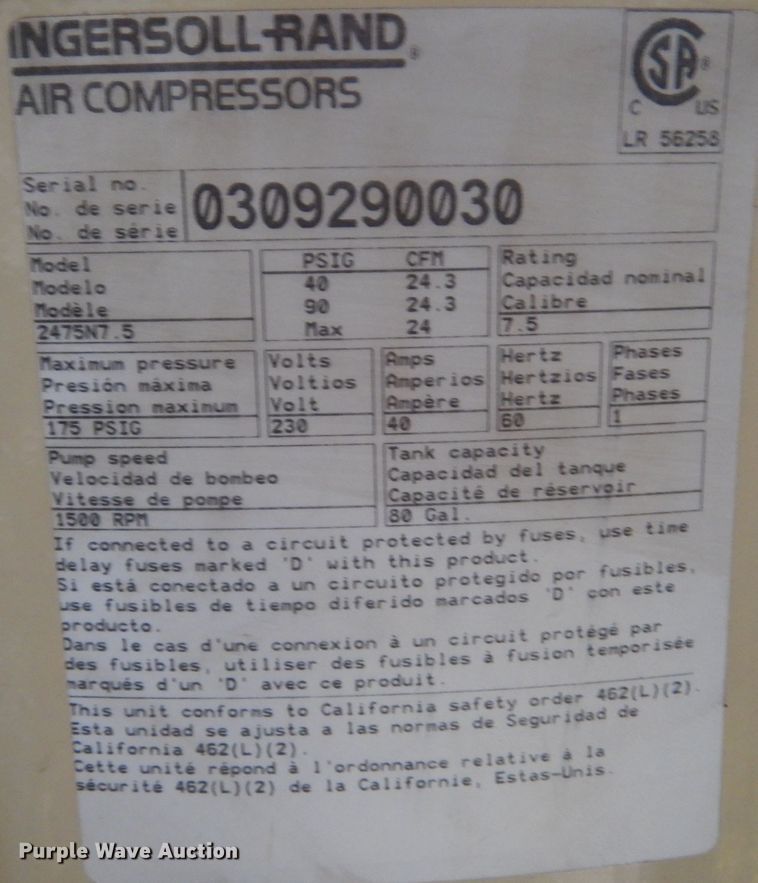 INGERSOLL-RAND®
AIR COMPRESSORS
SA ®
C US
LR 56258
Serial no.
No. de serie
No. de série
0309290030
Model
Modelo
Modèle
2475N7.5
PSIG CFM
40 24.3
90 24.3
Max 24
Rating
Capacidad nominal
Calibre
7.5
Maximum pressure
Presión máxima
Pression maximum
175 PSIG
Volts
Voltios
Volt
230
Amps
Amperios
Ampère
40
Hertz
Hertzios
Hertz
60
Phases
Fases
Phases
1
Pump speed
Velocidad de bombeo
Vitesse de pompe
1500 RPM
Tank capacity
Capacidad del tanque
Capacité de réservoir
80 Gal.
If connected to a circuit protected by fuses, use time
delay fuses marked 'D' with this product.
Si está conectado a un circuito protegido por fusibles,
use fusibles de tiempo diferido marcados 'D' con este
producto.
Dans le cas d'une connexion à un circuit protégé par
des fusibles, utiliser des fusibles à fusion temporisée
marqués d'un 'D' avec ce produit.
This unit conforms to California safety order 462(L)(2).
Esta unidad se ajusta a las normas de Seguridad de
California 462(L)(2).
Cette unité répond à l'ordonnance relative à la
sécurité 462(L)(2) de la Californie, Estas-Unis.
Purple Wave Auction